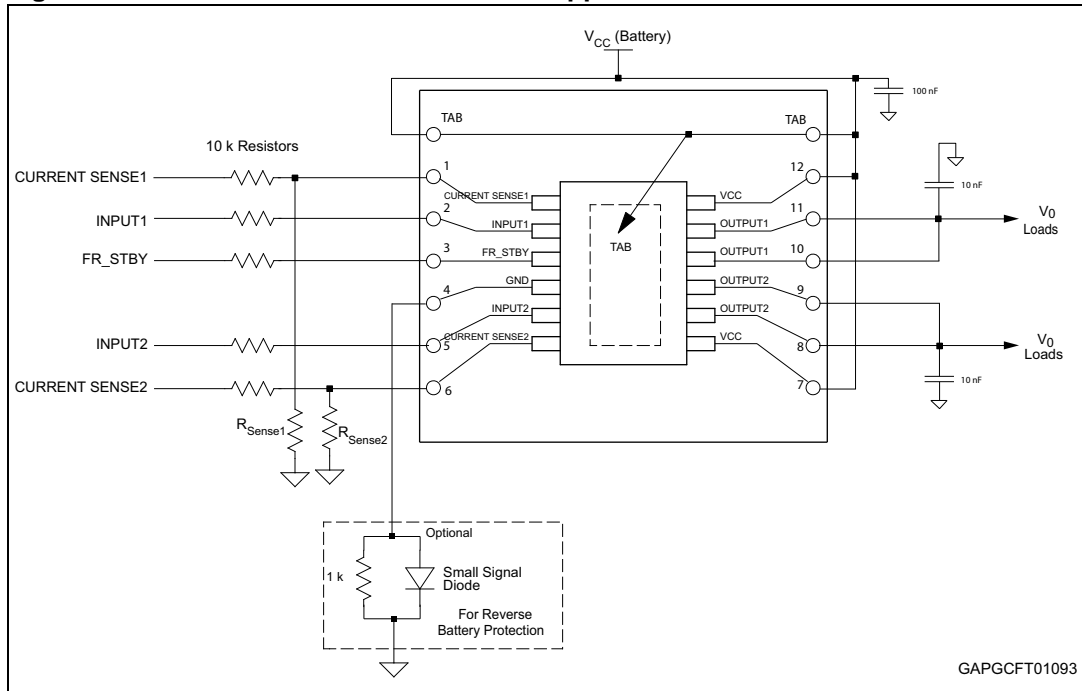 V_CC (Battery)
100 nF
TAB
TAB
10 k Resistors
10 nF
CURRENT SENSE1
1
12
CURRENT SENSE1
VCC
INPUT1
2
11
INPUT1
OUTPUT1
V_0
Loads
FR_STBY
3
10
FR_STBY
TAB
OUTPUT1
4
GND
OUTPUT2
9
INPUT2
5
INPUT2
OUTPUT2
8
V_0
Loads
CURRENT SENSE2
6
CURRENT SENSE2
VCC
7
10 nF
R_Sense1
R_Sense2
Optional
1 k
Small Signal
Diode
For Reverse
Battery Protection
GAPGCFT01093